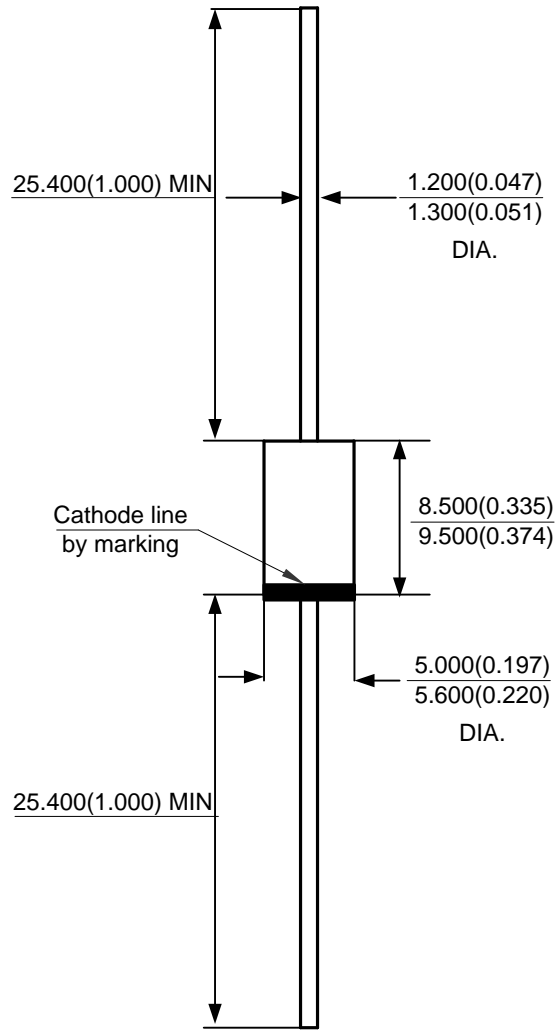 25.400(1.000) MIN
1.200(0.047)
1.300(0.051)
DIA.
Cathode line
by marking
8.500(0.335)
9.500(0.374)
5.000(0.197)
5.600(0.220)
DIA.
25.400(1.000) MIN